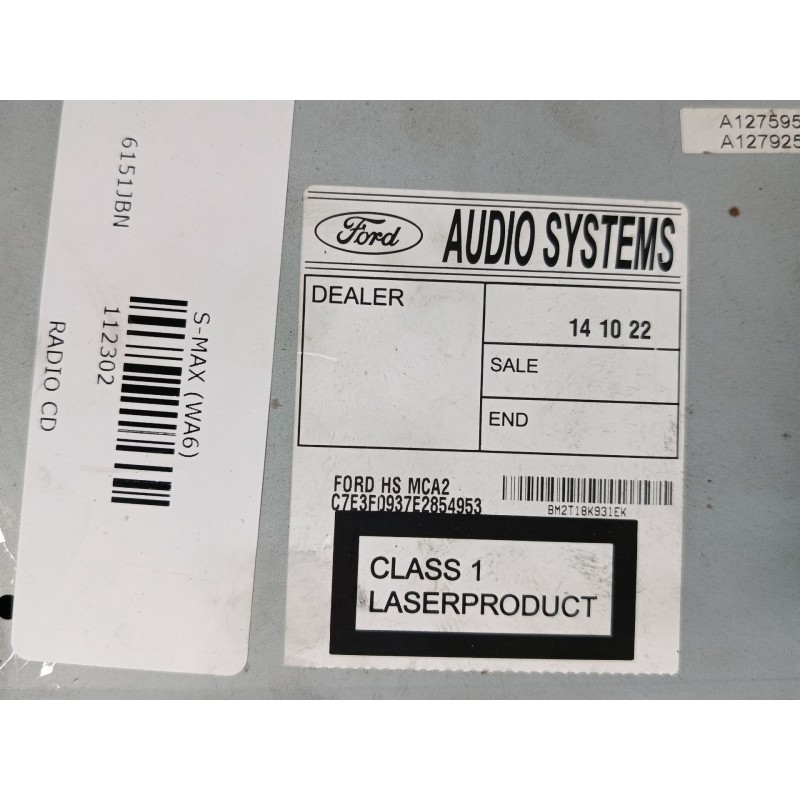 6151JBN
S-MAX (WA6)
112302
RADIO CD
A127595
A127925
Ford AUDIO SYSTEMS
DEALER
14 10 22
SALE
END
FORD HS MCA2
C7E3F0937E2854953
BM2T18K931EK
CLASS 1
LASERPRODUCT